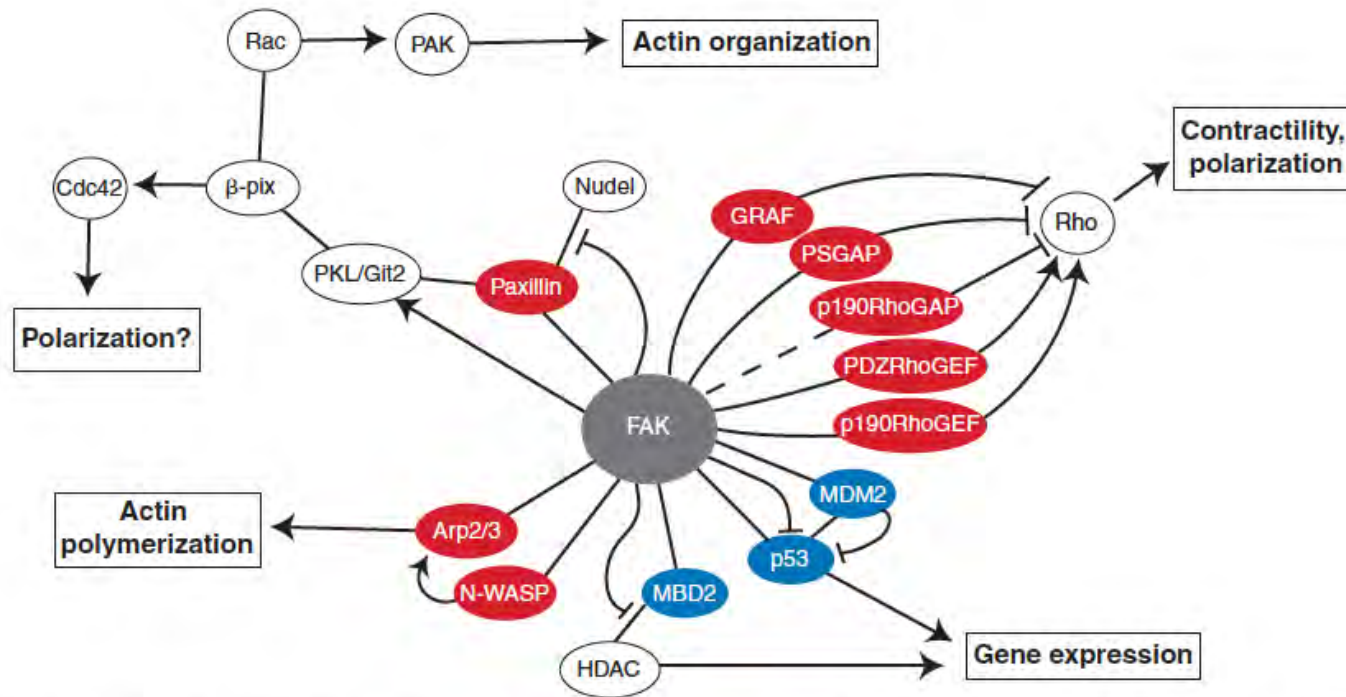 Rac
PAK
Actin organization
Contractility,
polarization
Cdc42
β-pix
Nudel
GRAF
Rho
PSGAP
PKL/Git2
Paxillin
p190RhoGAP
Polarization?
PDZRhoGEF
p190RhoGEF
FAK
MDM2
Actin
polymerization
Arp2/3
p53
N-WASP
MBD2
Gene expression
HDAC